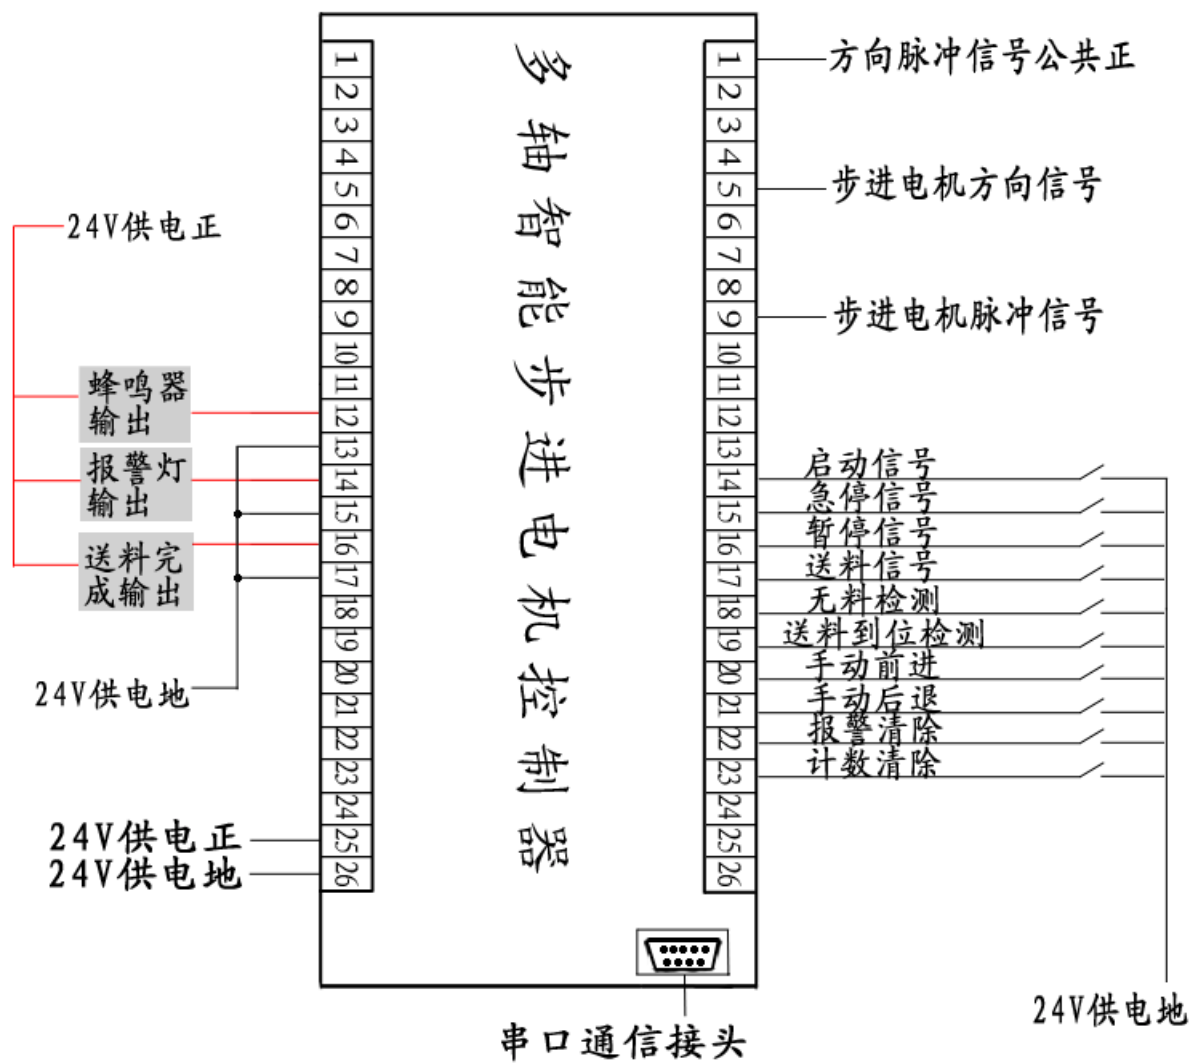 多轴智能步进电机控制器
1
2
3
4
5
6
7
8
9
10
11
12
13
14
15
16
17
18
19
20
21
22
23
24
25
26
24V供电正
蜂鸣器
输出
报警灯
输出
送料完
成输出
24V供电地
24V供电正
24V供电地
1
2
3
4
5
6
7
8
9
10
11
12
13
14
15
16
17
18
19
20
21
22
23
24
25
26
方向脉冲信号公共正
步进电机方向信号
步进电机脉冲信号
启动信号
急停信号
暂停信号
送料信号
无料检测
送料到位检测
手动前进
手动后退
报警清除
计数清除
24V供电地
串口通信接头